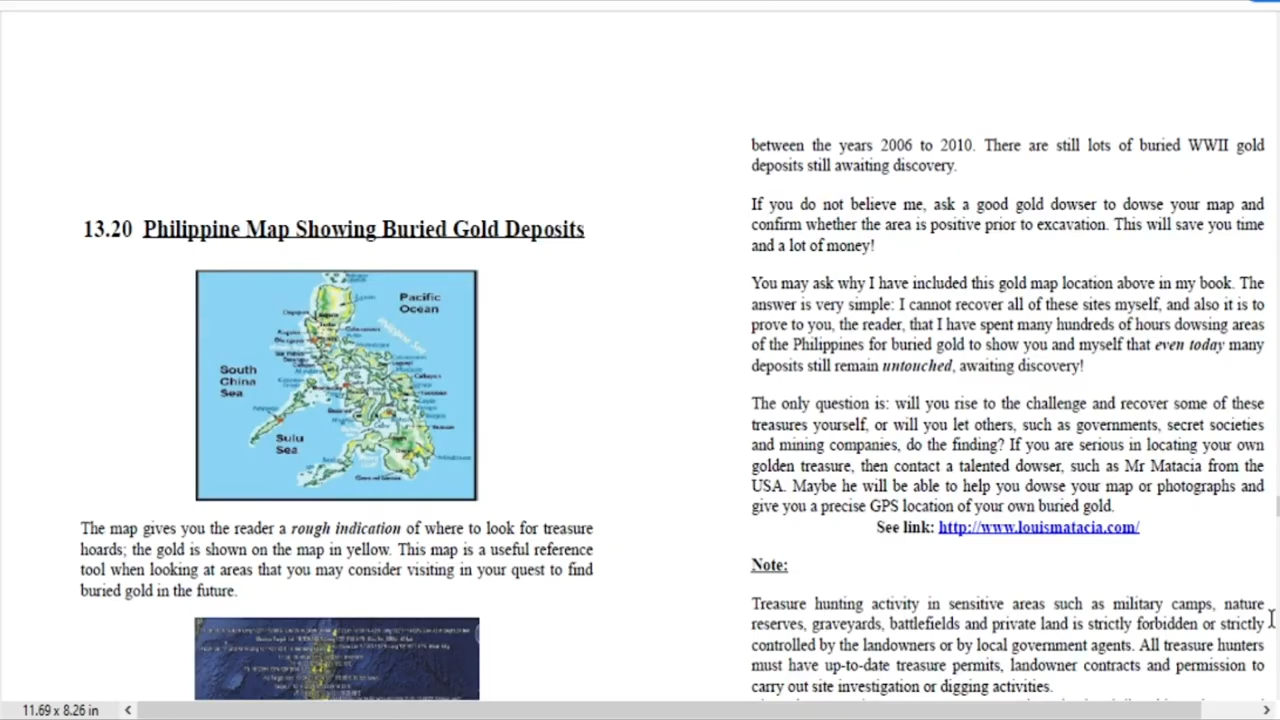 13.20 Philippine Map Showing Buried Gold Deposits
Pacific
Ocean
Philippine Sea
South
China
Sea
Sulu
Sea
The map gives you the reader a rough indication of where to look for treasure
hoards; the gold is shown on the map in yellow. This map is a useful reference
tool when looking at areas that you may consider visiting in your quest to find
buried gold in the future.
between the years 2006 to 2010. There are still lots of buried WWII gold
deposits still awaiting discovery.
If you do not believe me, ask a good gold dowser to dowse your map and
confirm whether the area is positive prior to excavation. This will save you time
and a lot of money!
You may ask why I have included this gold map location above in my book. The
answer is very simple: I cannot recover all of these sites myself, and also it is to
prove to you, the reader, that I have spent many hundreds of hours dowsing areas
of the Philippines for buried gold to show you and myself that even today many
deposits still remain untouched, awaiting discovery!
The only question is: will you rise to the challenge and recover some of these
treasures yourself, or will you let others, such as governments, secret societies
and mining companies, do the finding? If you are serious in locating your own
golden treasure, then contact a talented dowser, such as Mr Matacia from the
USA. Maybe he will be able to help you dowse your map or photographs and
give you a precise GPS location of your own buried gold.
See link: http://www.louismatacia.com/
Note:
Treasure hunting activity in sensitive areas such as military camps, nature
reserves, graveyards, battlefields and private land is strictly forbidden or strictly
controlled by the landowners or by local government agents. All treasure hunters
must have up-to-date treasure permits, landowner contracts and permission to
carry out site investigation or digging activities.
11.69 x 8.26 in